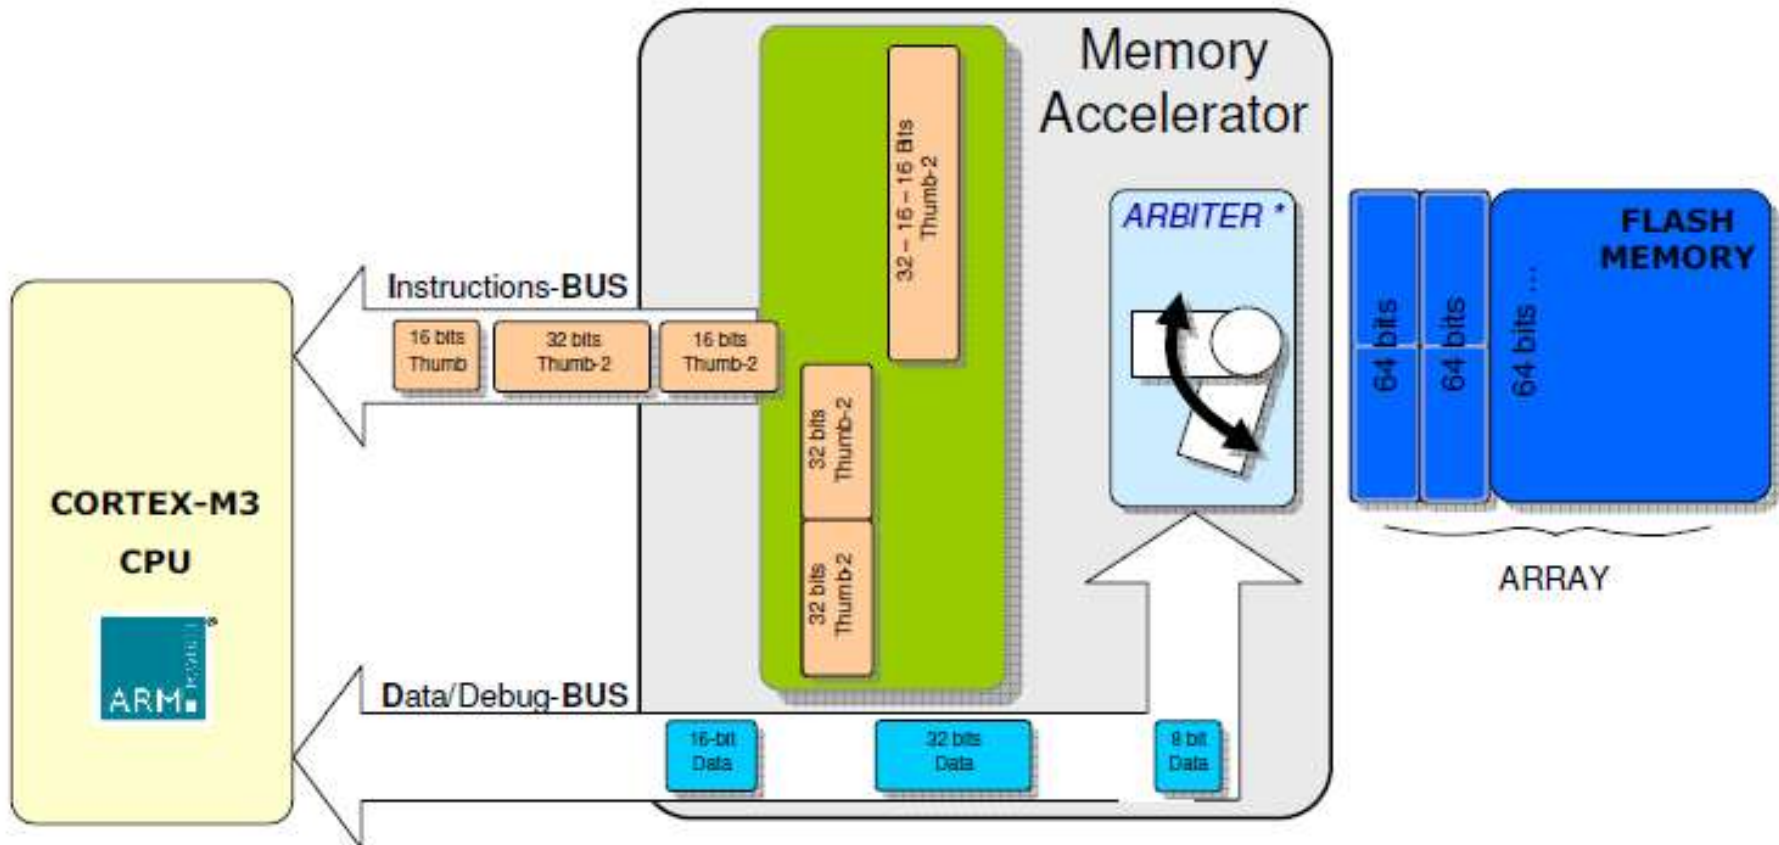 Memory
Accelerator
32 – 16 – 16 – 16 Bits
Thumb-2
ARBITER *
FLASH
MEMORY
64 bits
64 bits
64 bits ...
ARRAY
Instructions-BUS
16 bits
Thumb
32 bits
Thumb-2
16 bits
Thumb-2
32 bits
Thumb-2
32 bits
Thumb-2
CORTEX-M3
CPU
ARM
Data/Debug-BUS
16-bit
Data
32 bits
Data
8 bit
Data